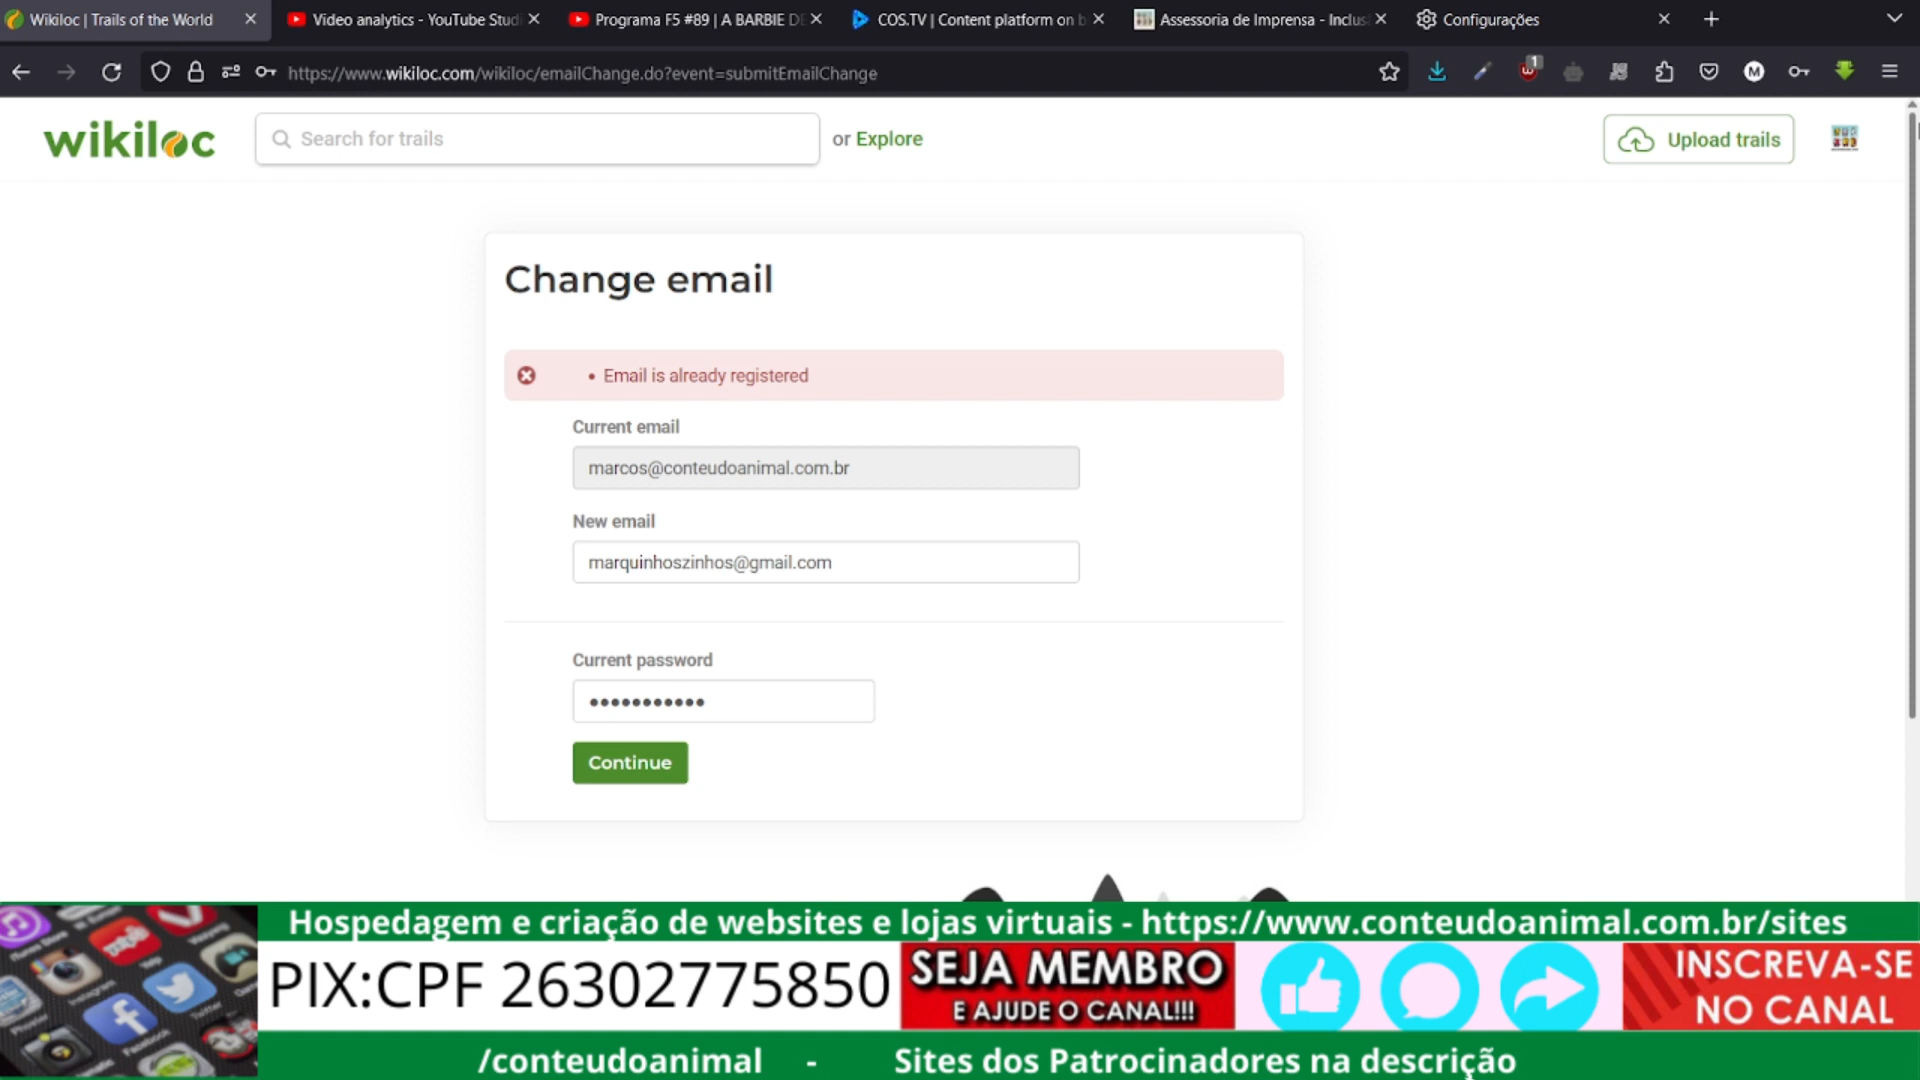 Wikiloc | Trails of the World
Video analytics - YouTube Studi
Programa F5 #89 | A BARBIE DE
COS.TV | Content platform on b
Assessoria de Imprensa - Inclus
Configurações
https://www.wikiloc.com/wikiloc/emailChange.do?event=submitEmailChange
1
M
wikiloc
Search for trails
or Explore
Upload trails
Change email
• Email is already registered
Current email
marcos@conteudoanimal.com.br
New email
marquinhoszinhos@gmail.com
Current password
•••••••••••
Continue
Hospedagem e criação de websites e lojas virtuais - https://www.conteudoanimal.com.br/sites
PIX:CPF 26302775850
SEJA MEMBRO
E AJUDE O CANAL!!!
INSCREVA-SE
NO CANAL
/conteudoanimal - Sites dos Patrocinadores na descrição